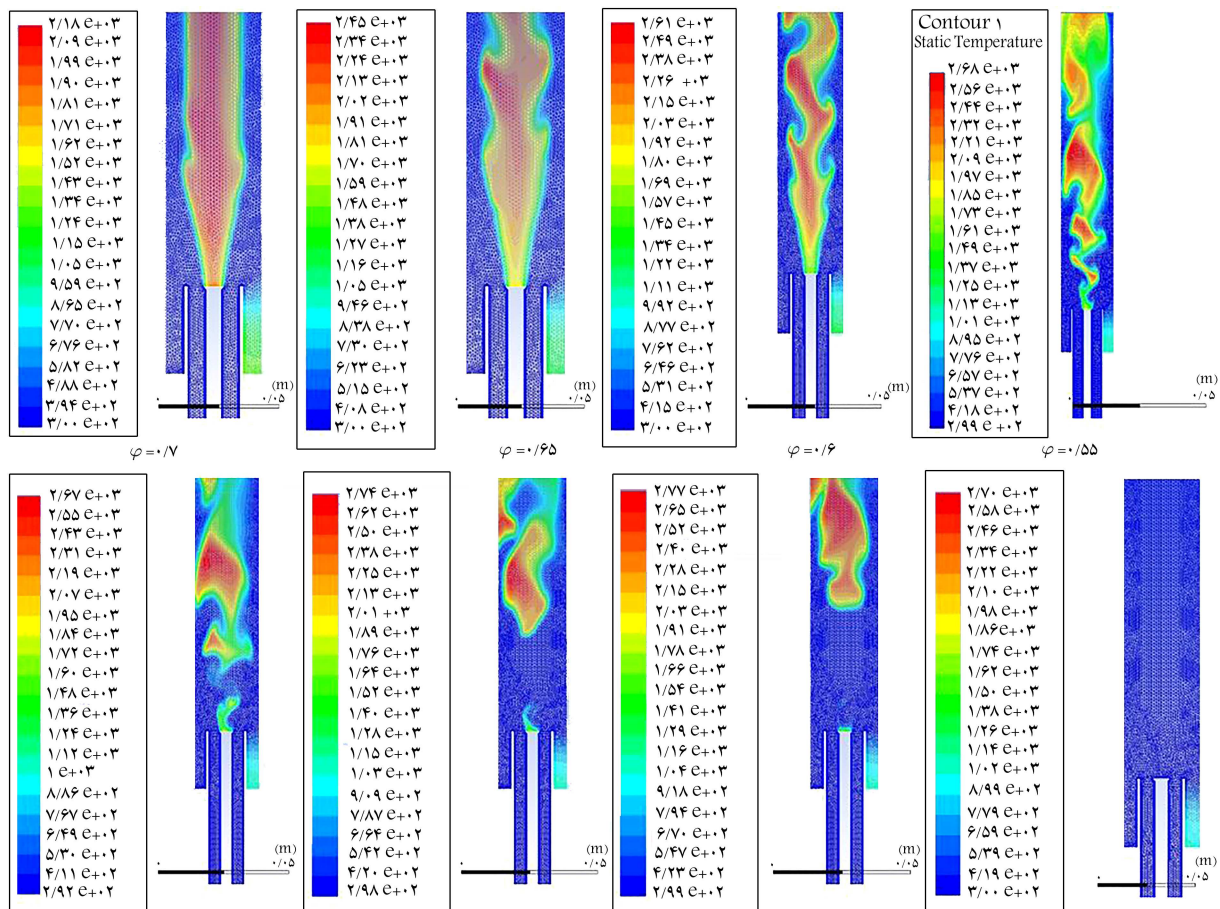 ۲/۱۸ e+۰۳
۲/۰۹ e+۰۳
۱/۹۹ e+۰۳
۱/۹۰ e+۰۳
۱/۸۱ e+۰۳
۱/۷۱ e+۰۳
۱/۶۲ e+۰۳
۱/۵۲ e+۰۳
۱/۴۳ e+۰۳
۱/۳۴ e+۰۳
۱/۲۴ e+۰۳
۱/۱۵ e+۰۳
۱/۰۵ e+۰۳
۹/۵۹ e+۰۲
۸/۶۵ e+۰۲
۷/۷۰ e+۰۲
۶/۷۶ e+۰۲
۵/۸۲ e+۰۲
۴/۸۸ e+۰۲
۳/۹۴ e+۰۲
۳/۰۰ e+۰۲
(m)
۰ ۰/۰۵
φ=۰/۷
۲/۴۵ e+۰۳
۲/۳۴ e+۰۳
۲/۲۴ e+۰۳
۲/۱۳ e+۰۳
۲/۰۲ e+۰۳
۱/۹۱ e+۰۳
۱/۸۱ e+۰۳
۱/۷۰ e+۰۳
۱/۵۹ e+۰۳
۱/۴۸ e+۰۳
۱/۳۸ e+۰۳
۱/۲۷ e+۰۳
۱/۱۶ e+۰۳
۱/۰۵ e+۰۳
۹/۴۶ e+۰۲
۸/۳۸ e+۰۲
۷/۳۰ e+۰۲
۶/۲۳ e+۰۲
۵/۱۵ e+۰۲
۴/۰۸ e+۰۲
۳/۰۰ e+۰۲
(m)
۰ ۰/۰۵
φ=۰/۶۵
۲/۶۱ e+۰۳
۲/۴۹ e+۰۳
۲/۳۸ e+۰۳
۲/۲۶ +۰۳
۲/۱۵ e+۰۳
۲/۰۳ e+۰۳
۱/۹۲ e+۰۳
۱/۸۰ e+۰۳
۱/۶۹ e+۰۳
۱/۵۷ e+۰۳
۱/۴۵ e+۰۳
۱/۳۴ e+۰۳
۱/۲۲ e+۰۳
۱/۱۱ e+۰۳
۹/۹۲ e+۰۲
۸/۷۷ e+۰۲
۷/۶۲ e+۰۲
۶/۴۶ e+۰۲
۵/۳۱ e+۰۲
۴/۱۵ e+۰۲
۳/۰۰ e+۰۲
(m)
۰ ۰/۰۵
φ=۰/۶
Contour ۱
Static Temperature
۲/۶۸ e+۰۳
۲/۵۶ e+۰۳
۲/۴۴ e+۰۳
۲/۳۲ e+۰۳
۲/۲۱ e+۰۳
۲/۰۹ e+۰۳
۱/۹۷ e+۰۳
۱/۸۵ e+۰۳
۱/۷۳ e+۰۳
۱/۶۱ e+۰۳
۱/۴۹ e+۰۳
۱/۳۷ e+۰۳
۱/۲۵ e+۰۳
۱/۱۳ e+۰۳
۱/۰۱ e+۰۳
۸/۹۵ e+۰۲
۷/۷۶ e+۰۲
۶/۵۷ e+۰۲
۵/۳۷ e+۰۲
۴/۱۸ e+۰۲
۲/۹۹ e+۰۲
(m)
۰ ۰/۰۵
φ=۰/۵۵
۲/۶۷ e+۰۳
۲/۵۵ e+۰۳
۲/۴۳ e+۰۳
۲/۳۱ e+۰۳
۲/۱۹ e+۰۳
۲/۰۷ e+۰۳
۱/۹۵ e+۰۳
۱/۸۴ e+۰۳
۱/۷۲ e+۰۳
۱/۶۰ e+۰۳
۱/۴۸ e+۰۳
۱/۳۶ e+۰۳
۱/۲۴ e+۰۳
۱/۱۲ e+۰۳
۱ e+۰۳
۸/۸۶ e+۰۲
۷/۶۷ e+۰۲
۶/۴۹ e+۰۲
۵/۳۰ e+۰۲
۴/۱۱ e+۰۲
۲/۹۲ e+۰۲
(m)
۰ ۰/۰۵
۲/۷۴ e+۰۳
۲/۶۲ e+۰۳
۲/۵۰ e+۰۳
۲/۳۸ e+۰۳
۲/۲۵ e+۰۳
۲/۱۳ e+۰۳
۲/۰۱ +۰۳
۱/۸۹ e+۰۳
۱/۷۶ e+۰۳
۱/۶۴ e+۰۳
۱/۵۲ e+۰۳
۱/۴۰ e+۰۳
۱/۲۸ e+۰۳
۱/۱۵ e+۰۳
۱/۰۳ e+۰۳
۹/۰۹ e+۰۲
۷/۸۷ e+۰۲
۶/۶۴ e+۰۲
۵/۴۲ e+۰۲
۴/۲۰ e+۰۲
۲/۹۸ e+۰۲
(m)
۰ ۰/۰۵
۲/۷۷ e+۰۳
۲/۶۵ e+۰۳
۲/۵۲ e+۰۳
۲/۴۰ e+۰۳
۲/۲۸ e+۰۳
۲/۱۵ e+۰۳
۲/۰۳ e+۰۳
۱/۹۱ e+۰۳
۱/۷۸ e+۰۳
۱/۶۶ e+۰۳
۱/۵۴ e+۰۳
۱/۴۱ e+۰۳
۱/۲۹ e+۰۳
۱/۱۶ e+۰۳
۱/۰۴ e+۰۳
۹/۱۸ e+۰۲
۷/۹۴ e+۰۲
۶/۷۰ e+۰۲
۵/۴۷ e+۰۲
۴/۲۳ e+۰۲
۲/۹۹ e+۰۲
(m)
۰ ۰/۰۵
۲/۷۰ e+۰۳
۲/۵۸ e+۰۳
۲/۴۶ e+۰۳
۲/۳۴ e+۰۳
۲/۲۲ e+۰۳
۲/۱۰ e+۰۳
۱/۹۸ e+۰۳
۱/۸۶e+۰۳
۱/۷۴ e+۰۳
۱/۶۲ e+۰۳
۱/۵۰ e+۰۳
۱/۳۸ e+۰۳
۱/۲۶ e+۰۳
۱/۱۴ e+۰۳
۱/۰۲ e+۰۳
۸/۹۹ e+۰۲
۷/۷۹ e+۰۲
۶/۵۹ e+۰۲
۵/۳۹ e+۰۲
۴/۱۹ e+۰۲
۳/۰۰ e+۰۲
(m)
۰ ۰/۰۵